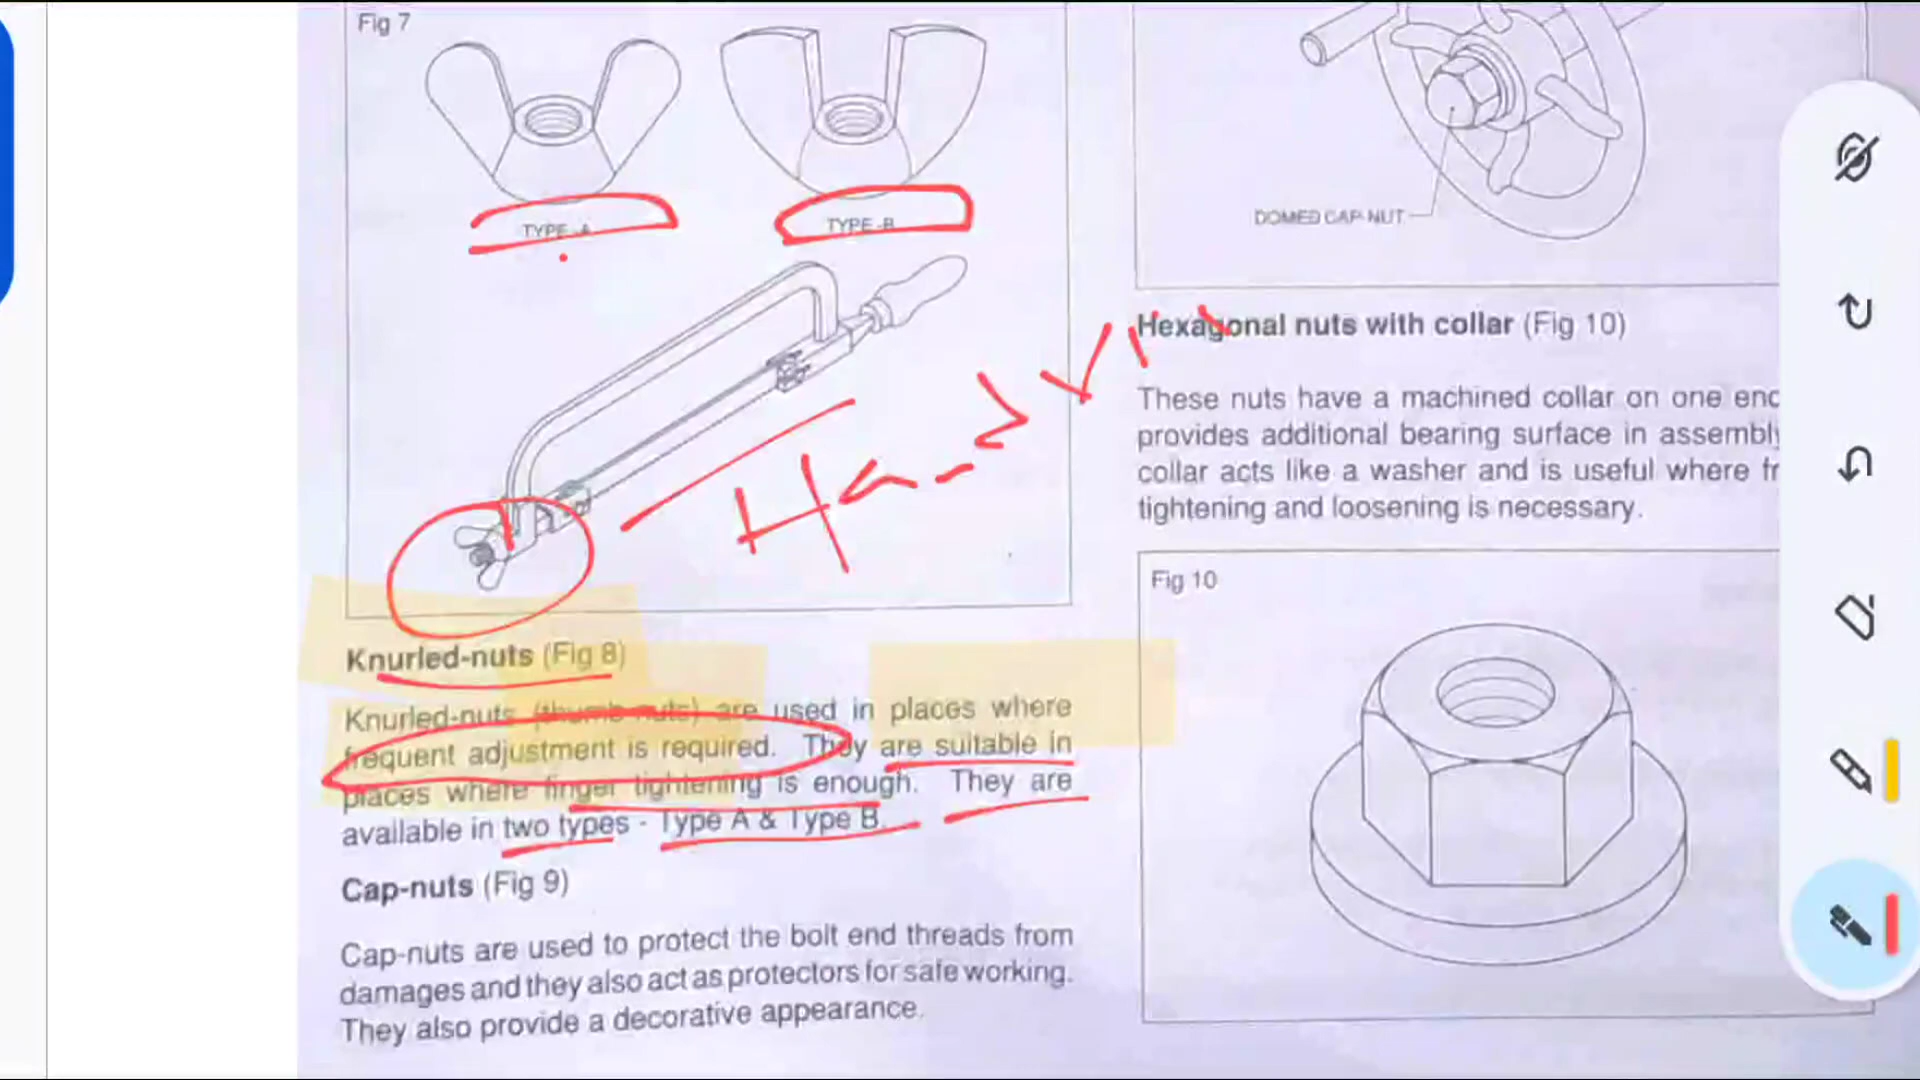 Fig 7
TYPE -A
TYPE -B
Knurled-nuts (Fig 8)
Knurled-nuts (thumb-nuts) are used in places where
frequent adjustment is required. They are suitable in
places where finger tightening is enough. They are
available in two types - Type A & Type B.
Cap-nuts (Fig 9)
Cap-nuts are used to protect the bolt end threads from
damages and they also act as protectors for safe working.
They also provide a decorative appearance.
DOMED CAP NUT
Hexagonal nuts with collar (Fig 10)
These nuts have a machined collar on one end
provides additional bearing surface in assembly
collar acts like a washer and is useful where fr
tightening and loosening is necessary.
Fig 10